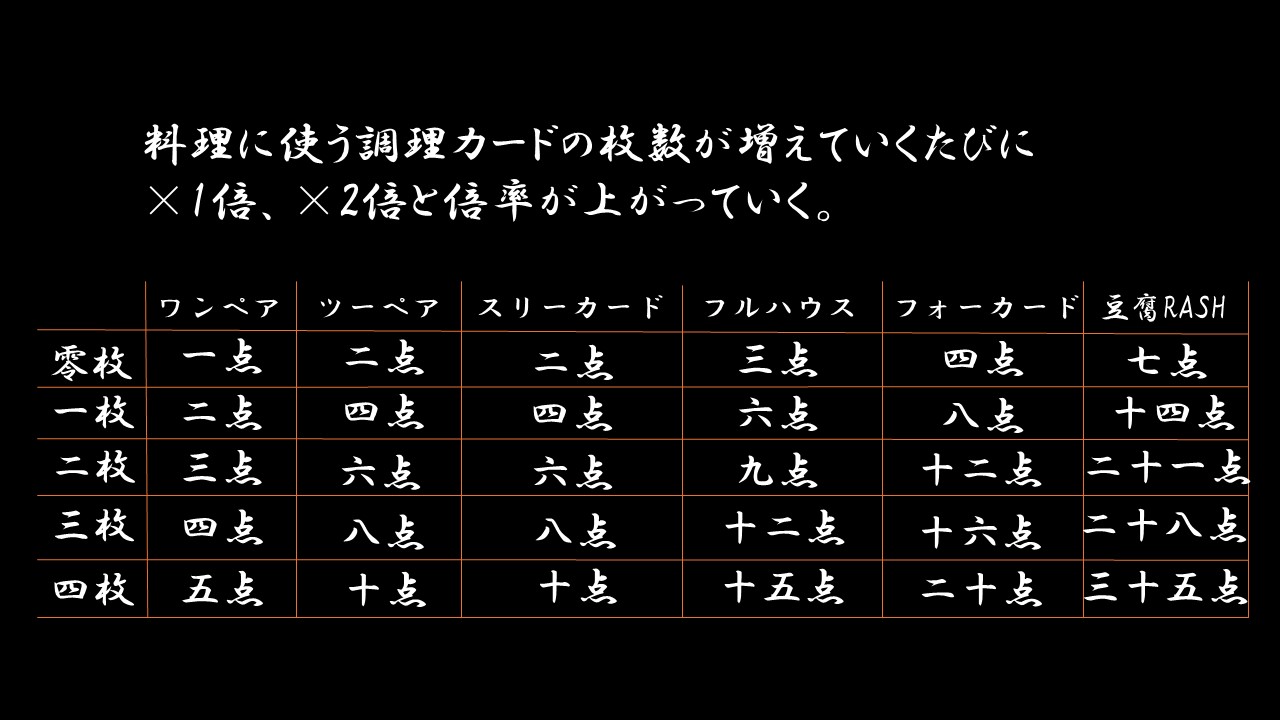 料理に使う調理カードの枚数が増えていくたびに
×1倍、×2倍と倍率が上がっていく。
ワンペア ツーペア スリーカード フルハウス フォーカード 豆腐RASH
零枚 一点 二点 二点 三点 四点 七点
一枚 二点 四点 四点 六点 八点 十四点
二枚 三点 六点 六点 九点 十二点 二十一点
三枚 四点 八点 八点 十二点 十六点 二十八点
四枚 五点 十点 十点 十五点 二十点 三十五点